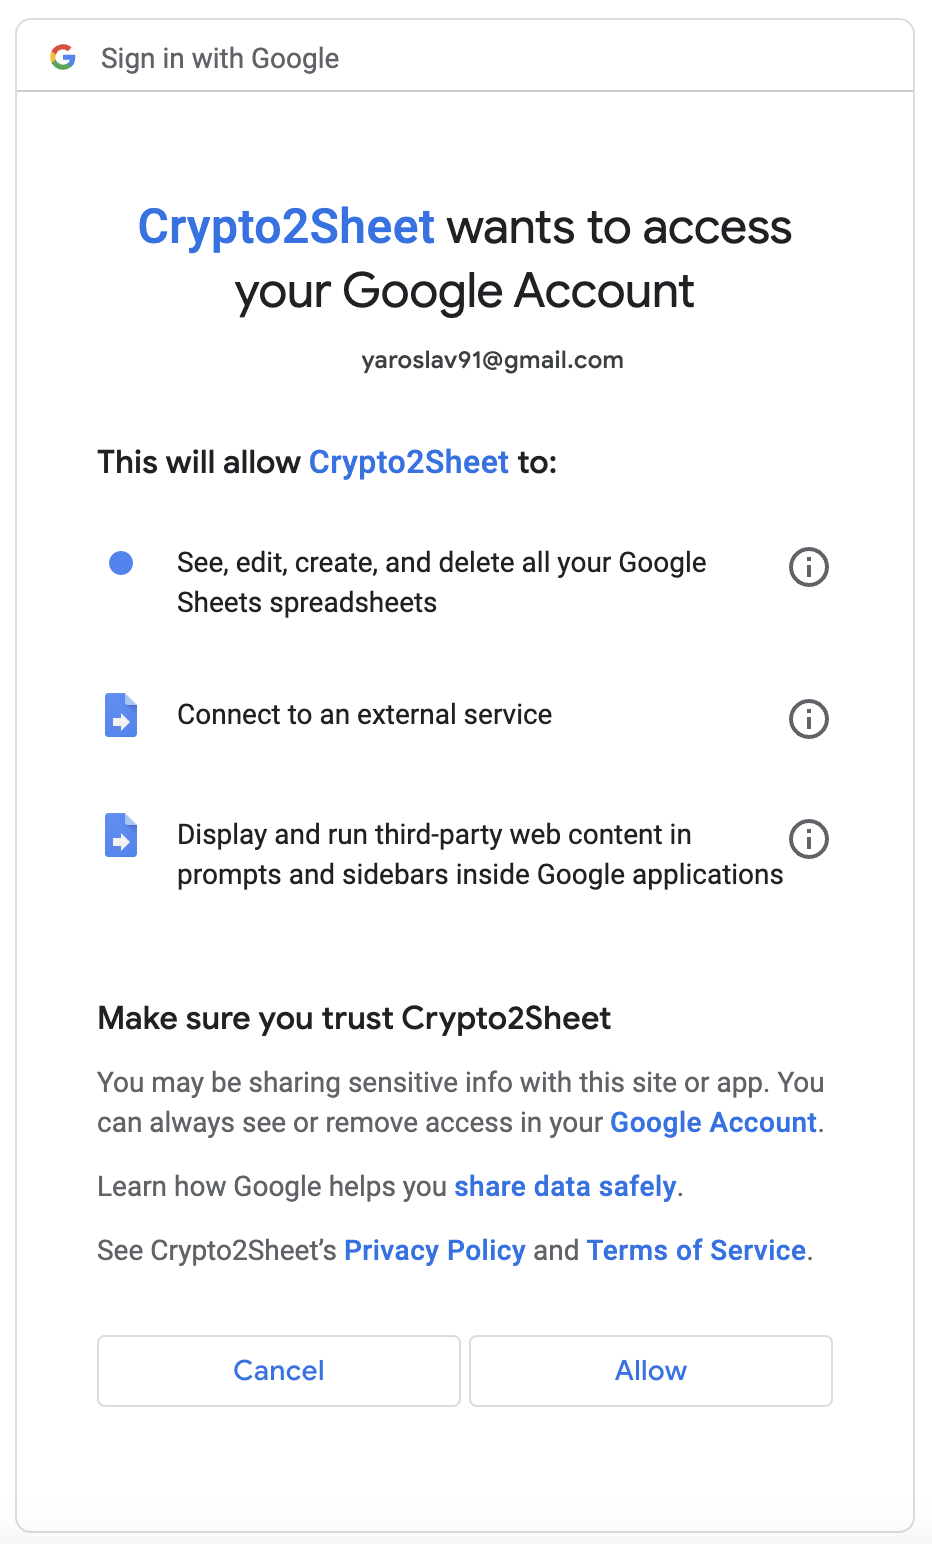 Sign in with Google
Crypto2Sheet wants to access
your Google Account
yaroslav91@gmail.com
This will allow Crypto2Sheet to:
See, edit, create, and delete all your Google
Sheets spreadsheets
Connect to an external service
Display and run third-party web content in
prompts and sidebars inside Google applications
Make sure you trust Crypto2Sheet
You may be sharing sensitive info with this site or app. You
can always see or remove access in your Google Account.
Learn how Google helps you share data safely.
See Crypto2Sheet’s Privacy Policy and Terms of Service.
Cancel
Allow